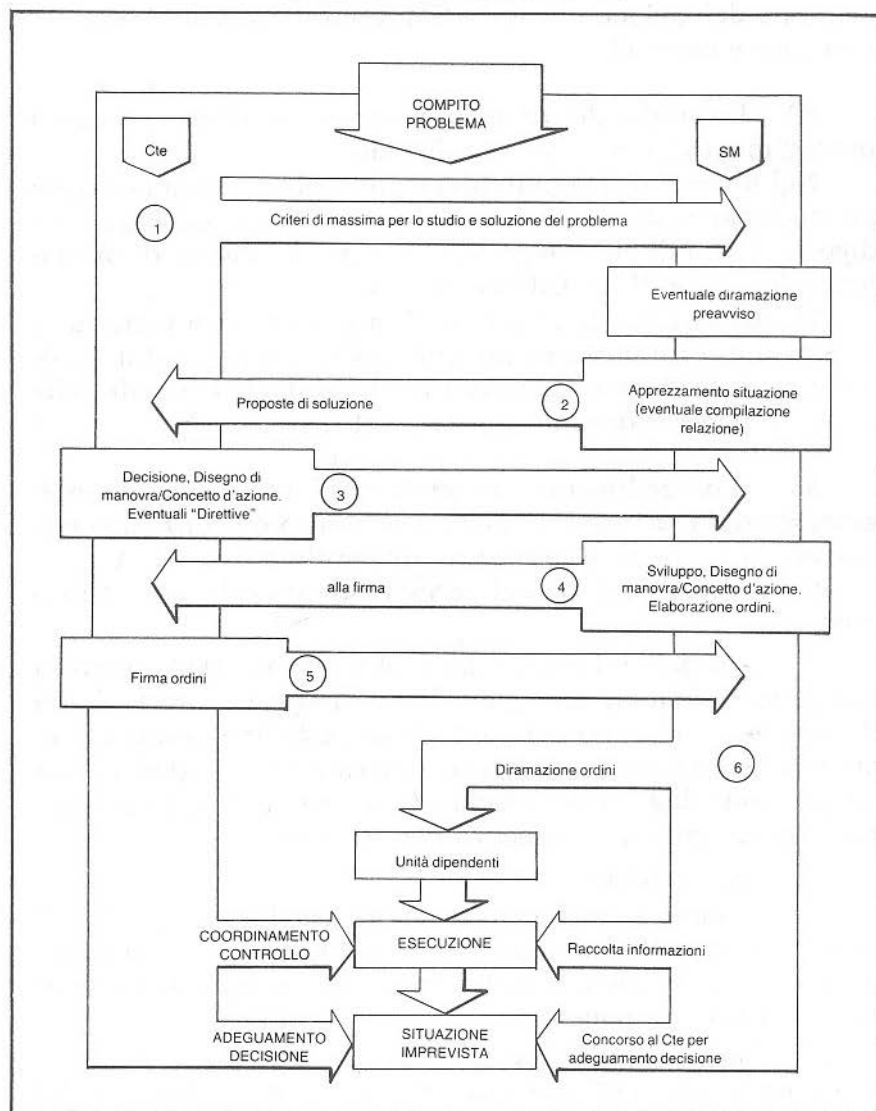 COMPITO
PROBLEMA
Cte
SM
1
Criteri di massima per lo studio e soluzione del problema
Eventuale diramazione
preavviso
Proposte di soluzione
2
Apprezzamento situazione
(eventuale compilazione
relazione)
Decisione, Disegno di
manovra/Concetto d'azione.
Eventuali "Direttive"
3
alla firma
4
Sviluppo, Disegno di
manovra/Concetto d'azione.
Elaborazione ordini.
Firma ordini
5
6
Diramazione ordini
Unità dipendenti
COORDINAMENTO
CONTROLLO
ESECUZIONE
Raccolta informazioni
ADEGUAMENTO
DECISIONE
SITUAZIONE
IMPREVISTA
Concorso al Cte per
adeguamento decisione